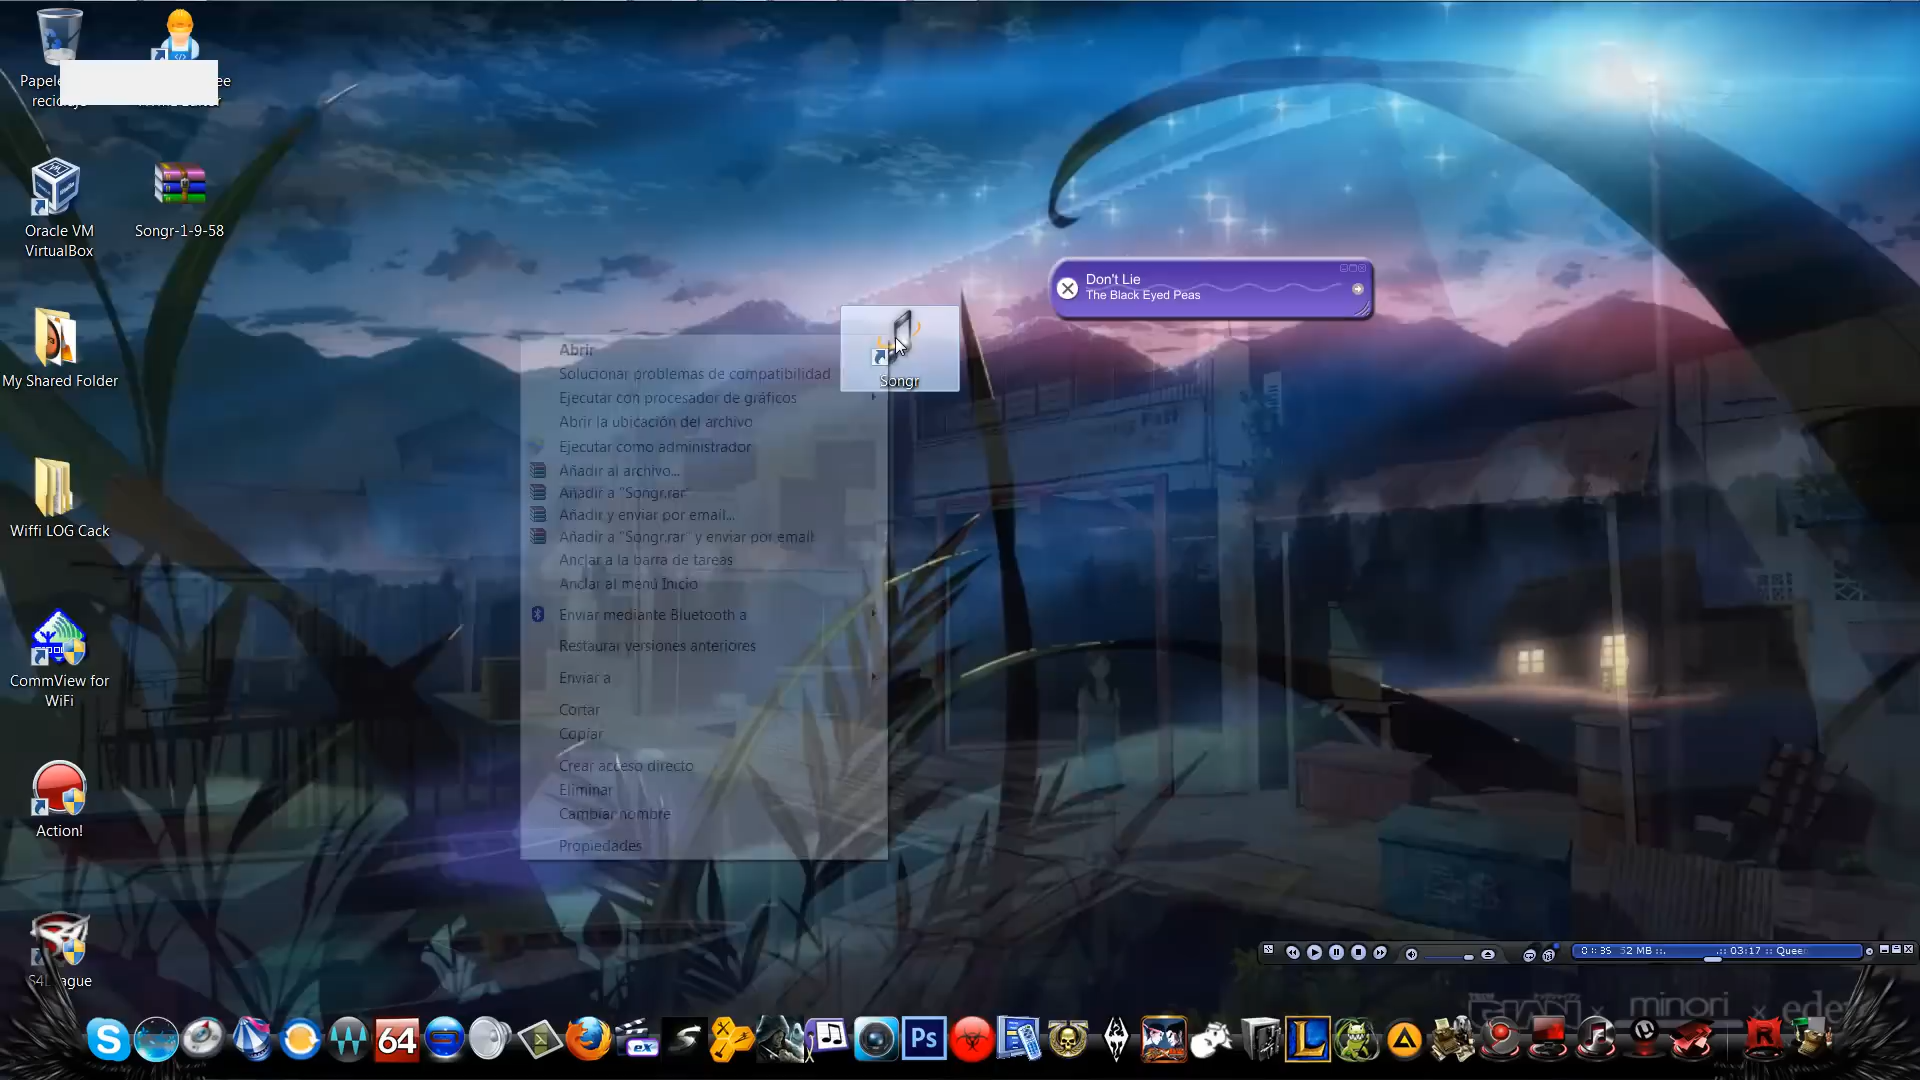 Papele
recic
ee
Oracle VM
VirtualBox
Songr-1-9-58
My Shared Folder
Wiffi LOG Cack
CommView for
WiFi
Action!
ague
Songr
Don't Lie
The Black Eyed Peas
Abrir
Solucionar problemas de compatibilidad
Ejecutar con procesador de gráficos
Abrir la ubicación del archivo
Ejecutar como administrador
Añadir al archivo...
Añadir a "Songr.rar"
Añadir y enviar por email...
Añadir a "Songr.rar" y enviar por email
Anclar a la barra de tareas
Anclar al menú Inicio
Enviar mediante Bluetooth a
Restaurar versiones anteriores
Enviar a
Cortar
Copiar
Crear acceso directo
Eliminar
Cambiar nombre
Propiedades
52 MB ::. .:: 03:17 :: Quee
minori x
64
eX
Ps
L